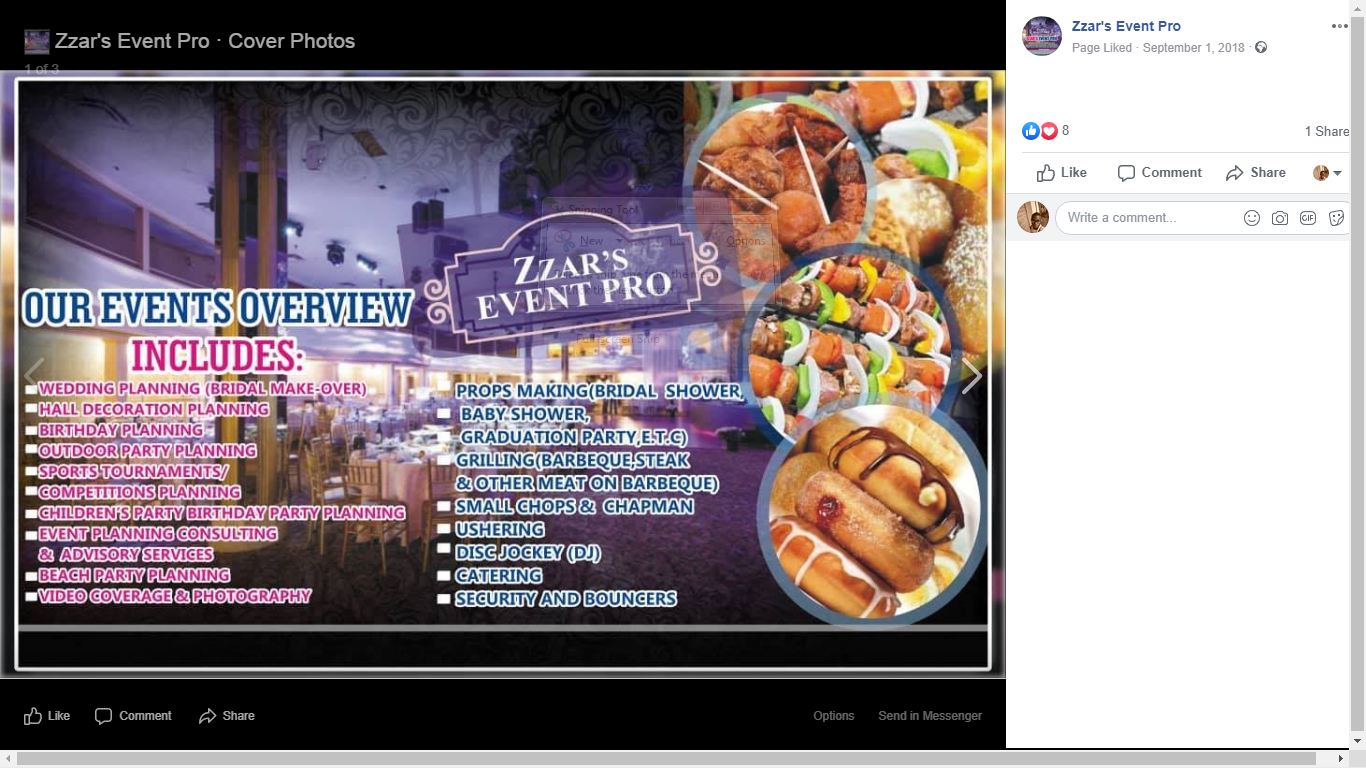 Zzar's Event Pro · Cover Photos
1 of 3
ZZAR'S
EVENT PRO
Snipping Tool
New
Options
Full-screen Snip
OUR EVENTS OVERVIEW
INCLUDES:
WEDDING PLANNING (BRIDAL MAKE-OVER)
HALL DECORATION PLANNING
BIRTHDAY PLANNING
OUTDOOR PARTY PLANNING
SPORTS TOURNAMENTS/
COMPETITIONS PLANNING
CHILDREN'S PARTY BIRTHDAY PARTY PLANNING
EVENT PLANNING CONSULTING
& ADVISORY SERVICES
BEACH PARTY PLANNING
VIDEO COVERAGE & PHOTOGRAPHY
PROPS MAKING(BRIDAL SHOWER,
BABY SHOWER,
GRADUATION PARTY,E.T.C)
GRILLING(BARBEQUE,STEAK
& OTHER MEAT ON BARBEQUE)
SMALL CHOPS & CHAPMAN
USHERING
DISC JOCKEY (DJ)
CATERING
SECURITY AND BOUNCERS
Like Comment Share
Options Send in Messenger
Zzar's Event Pro
Page Liked · September 1, 2018 ·
8
1 Share
Like Comment Share
Write a comment...
GIF